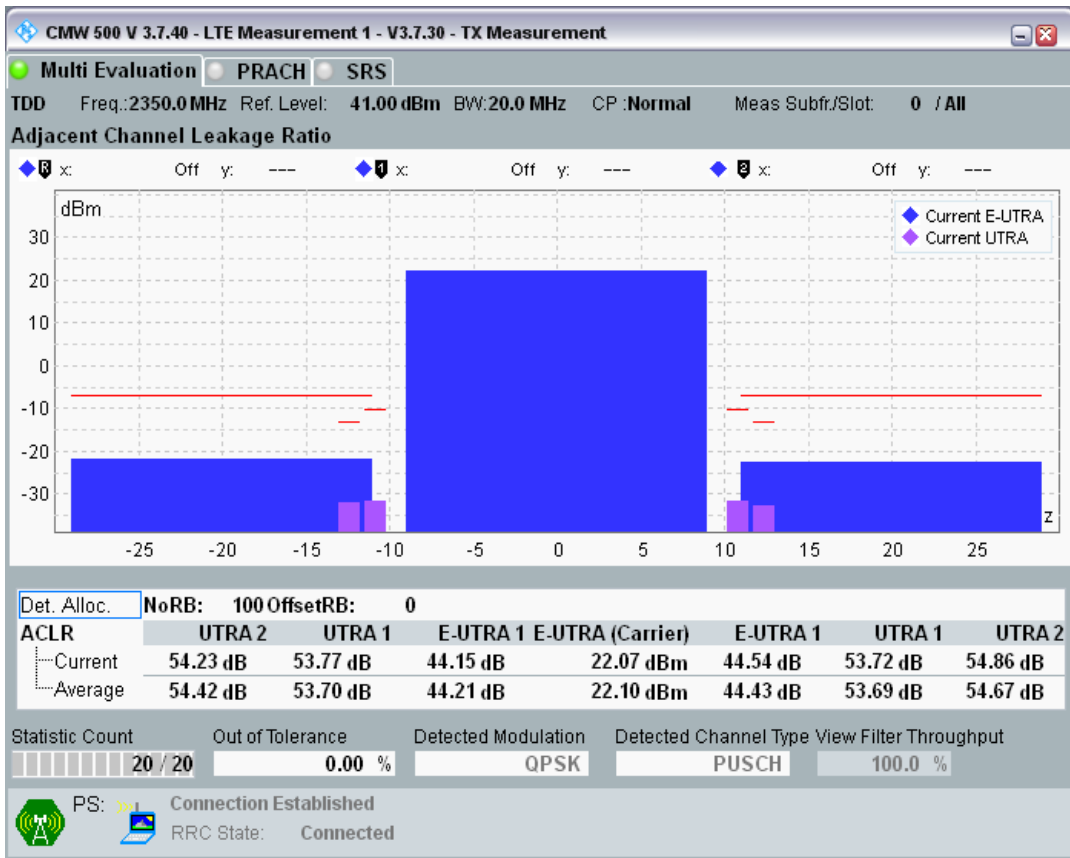 CMW 500 V 3.7.40 - LTE Measurement 1 - V3.7.30 - TX Measurement
Multi Evaluation PRACH SRS
TDD Freq.:2350.0 MHz Ref. Level: 41.00 dBm BW:20.0 MHz CP :Normal Meas Subfr./Slot: 0 / All
Adjacent Channel Leakage Ratio
R x: Off y: --- 1 x: Off y: --- 2 x: Off y: ---
dBm
Current E-UTRA
Current UTRA
30
20
10
0
-10
-20
-30
z
-25 -20 -15 -10 -5 0 5 10 15 20 25
Det. Alloc. NoRB: 100 OffsetRB: 0
ACLR UTRA 2 UTRA 1 E-UTRA 1 E-UTRA (Carrier) E-UTRA 1 UTRA 1 UTRA 2
Current 54.23 dB 53.77 dB 44.15 dB 22.07 dBm 44.54 dB 53.72 dB 54.86 dB
Average 54.42 dB 53.70 dB 44.21 dB 22.10 dBm 44.43 dB 53.69 dB 54.67 dB
Statistic Count Out of Tolerance Detected Modulation Detected Channel Type View Filter Throughput
20 / 20 0.00 % QPSK PUSCH 100.0 %
PS: Connection Established
RRC State: Connected